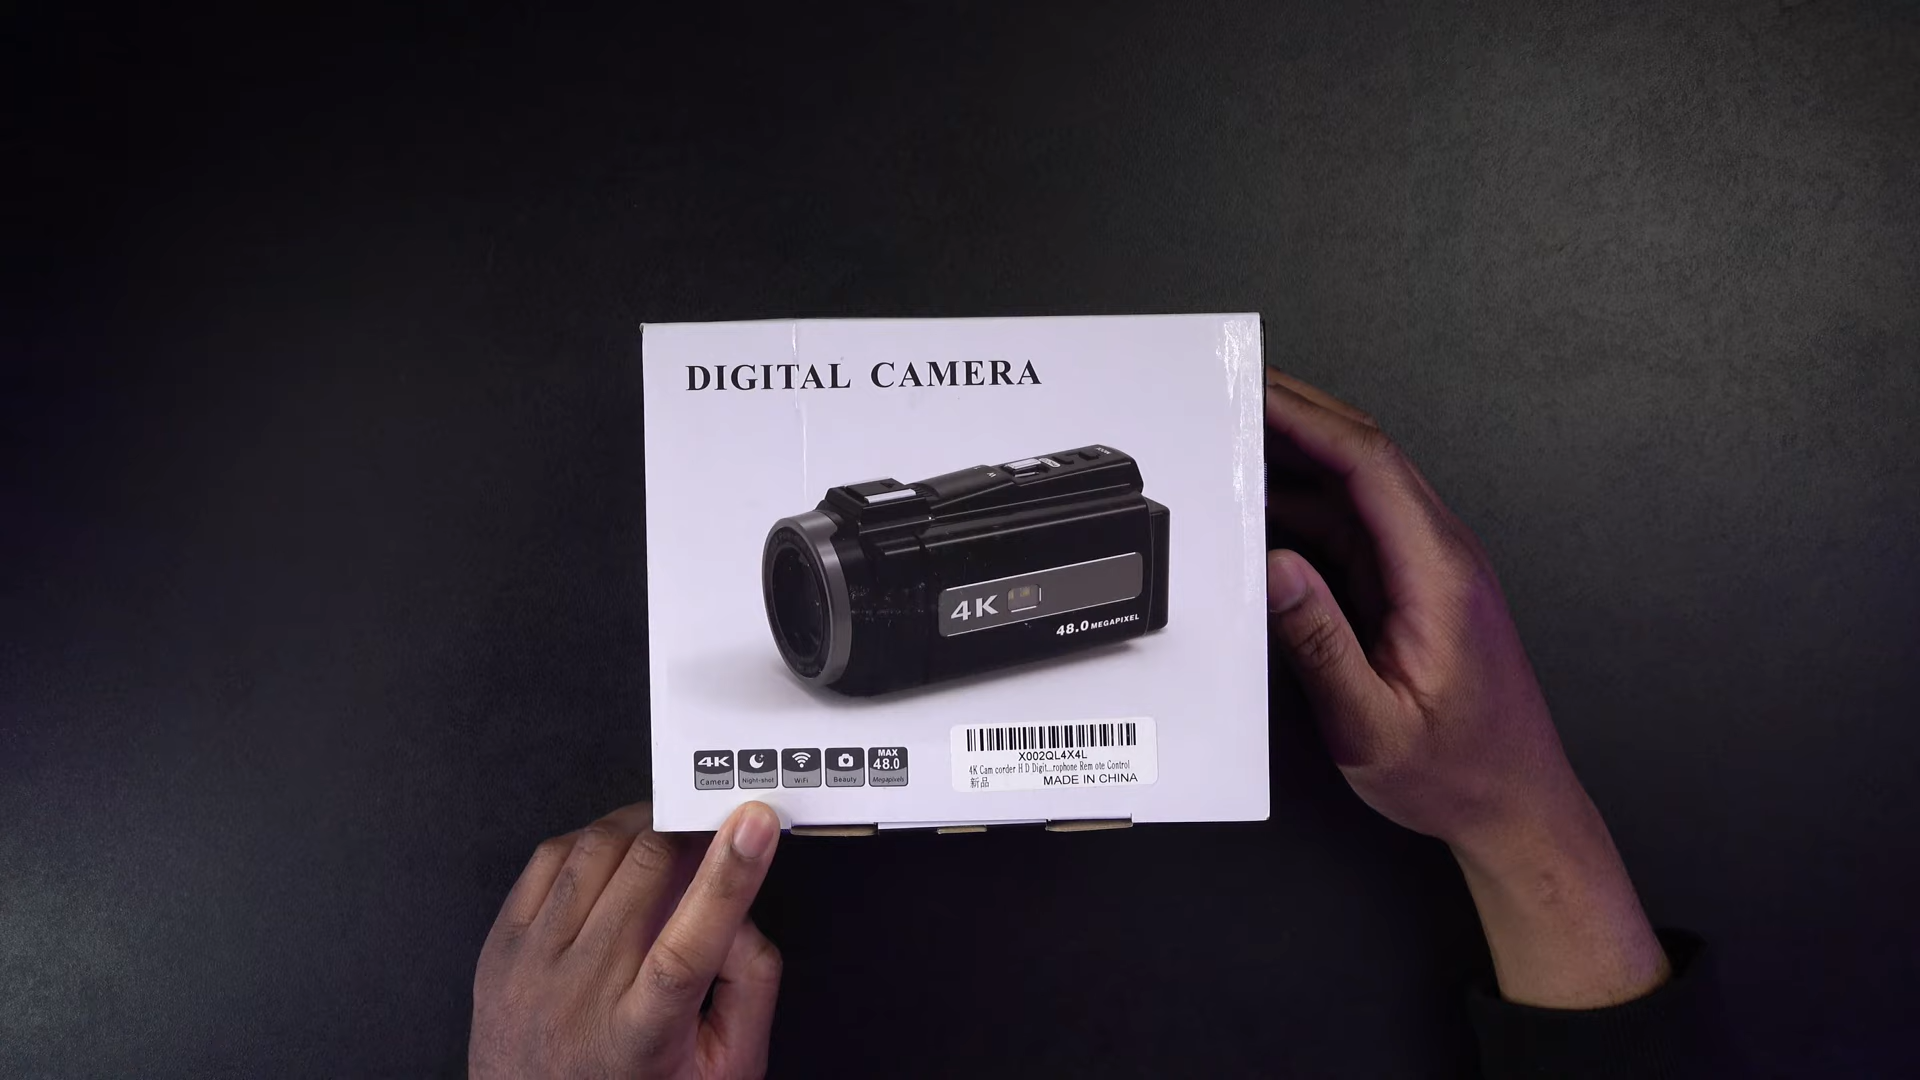 DIGITAL CAMERA
4K
48.0 MEGAPIXEL
4K
Camera
Night-shot
WiFi
Beauty
MAX
48.0
Megapixels
X002QL4X4L
4K Cam corder H D Digit...rophone Rem ote Control
新品
MADE IN CHINA